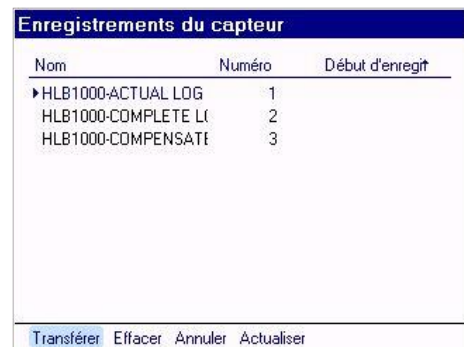 Enregistrements du capteur
Nom Numéro Début d'enregi
HLB1000-ACTUAL LOG 1
HLB1000-COMPLETE L( 2
HLB1000-COMPENSATE 3
Transférer Effacer Annuler Actualiser